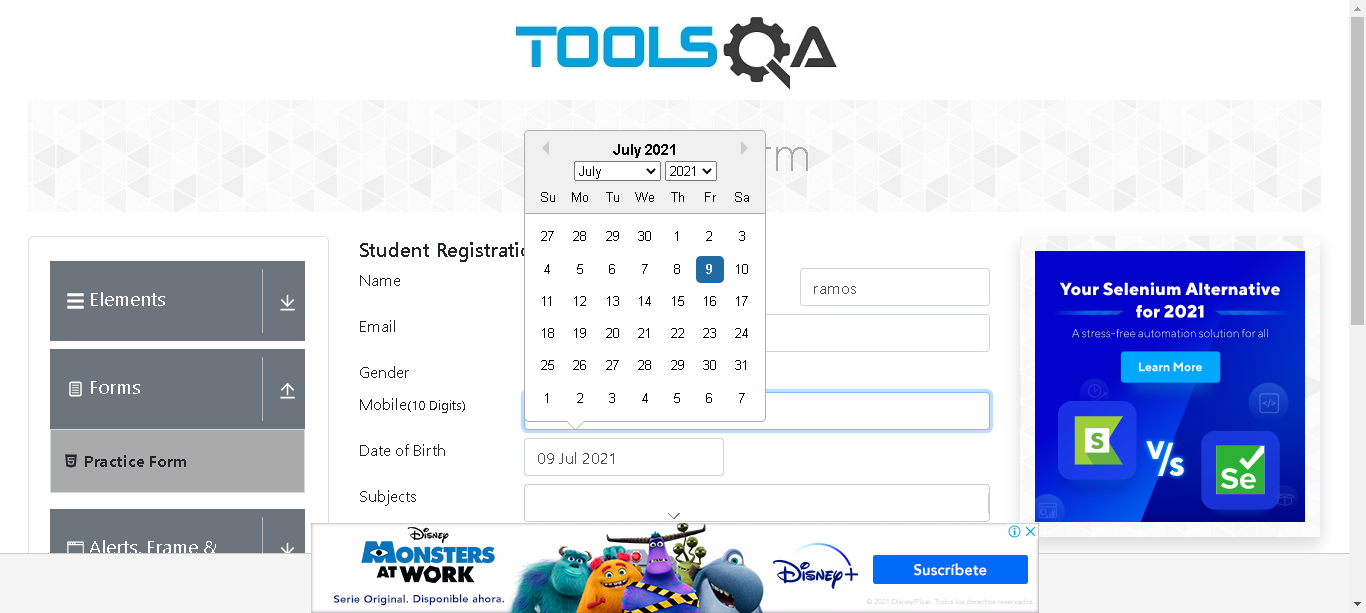 TOOLSQA
rm
July 2021
July 2021
Su Mo Tu We Th Fr Sa
27 28 29 30 1 2 3
4 5 6 7 8 9 10
11 12 13 14 15 16 17
18 19 20 21 22 23 24
25 26 27 28 29 30 31
1 2 3 4 5 6 7
Elements
Forms
Practice Form
Alerts, Frame &
Student Registratio
Name
ramos
Email
Gender
Mobile(10 Digits)
Date of Birth
09 Jul 2021
Subjects
Your Selenium Alternative
for 2021
A stress-free automation solution for all
Learn More
S
V/s
Se
Disney
MONSTERS
AT WORK
Serie Original. Disponible ahora.
Disney+
Suscríbete
© 2021 Disney/Pixar. Todos los derechos reservados.